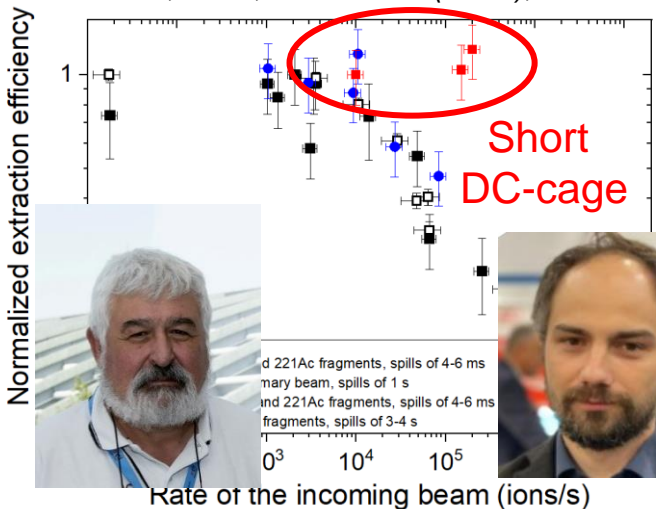 1
Normalized extraction efficiency
Short
DC-cage
d 221Ac fragments, spills of 4-6 ms
mary beam, spills of 1 s
nd 221Ac fragments, spills of 4-6 ms
fragments, spills of 3-4 s
10³ 10⁴ 10⁵
Rate of the incoming beam (ions/s)